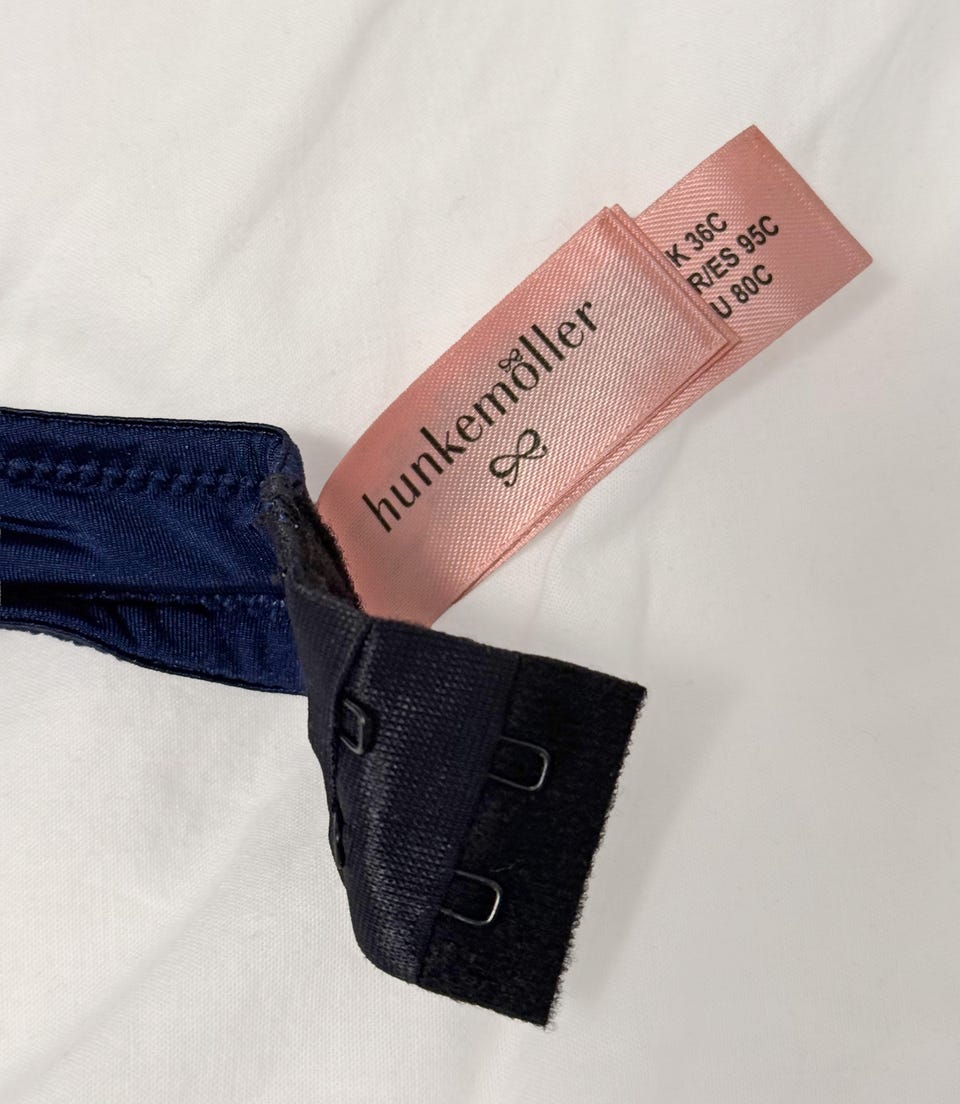 hunkemöller
K 36C
R/ES 95C
U 80C